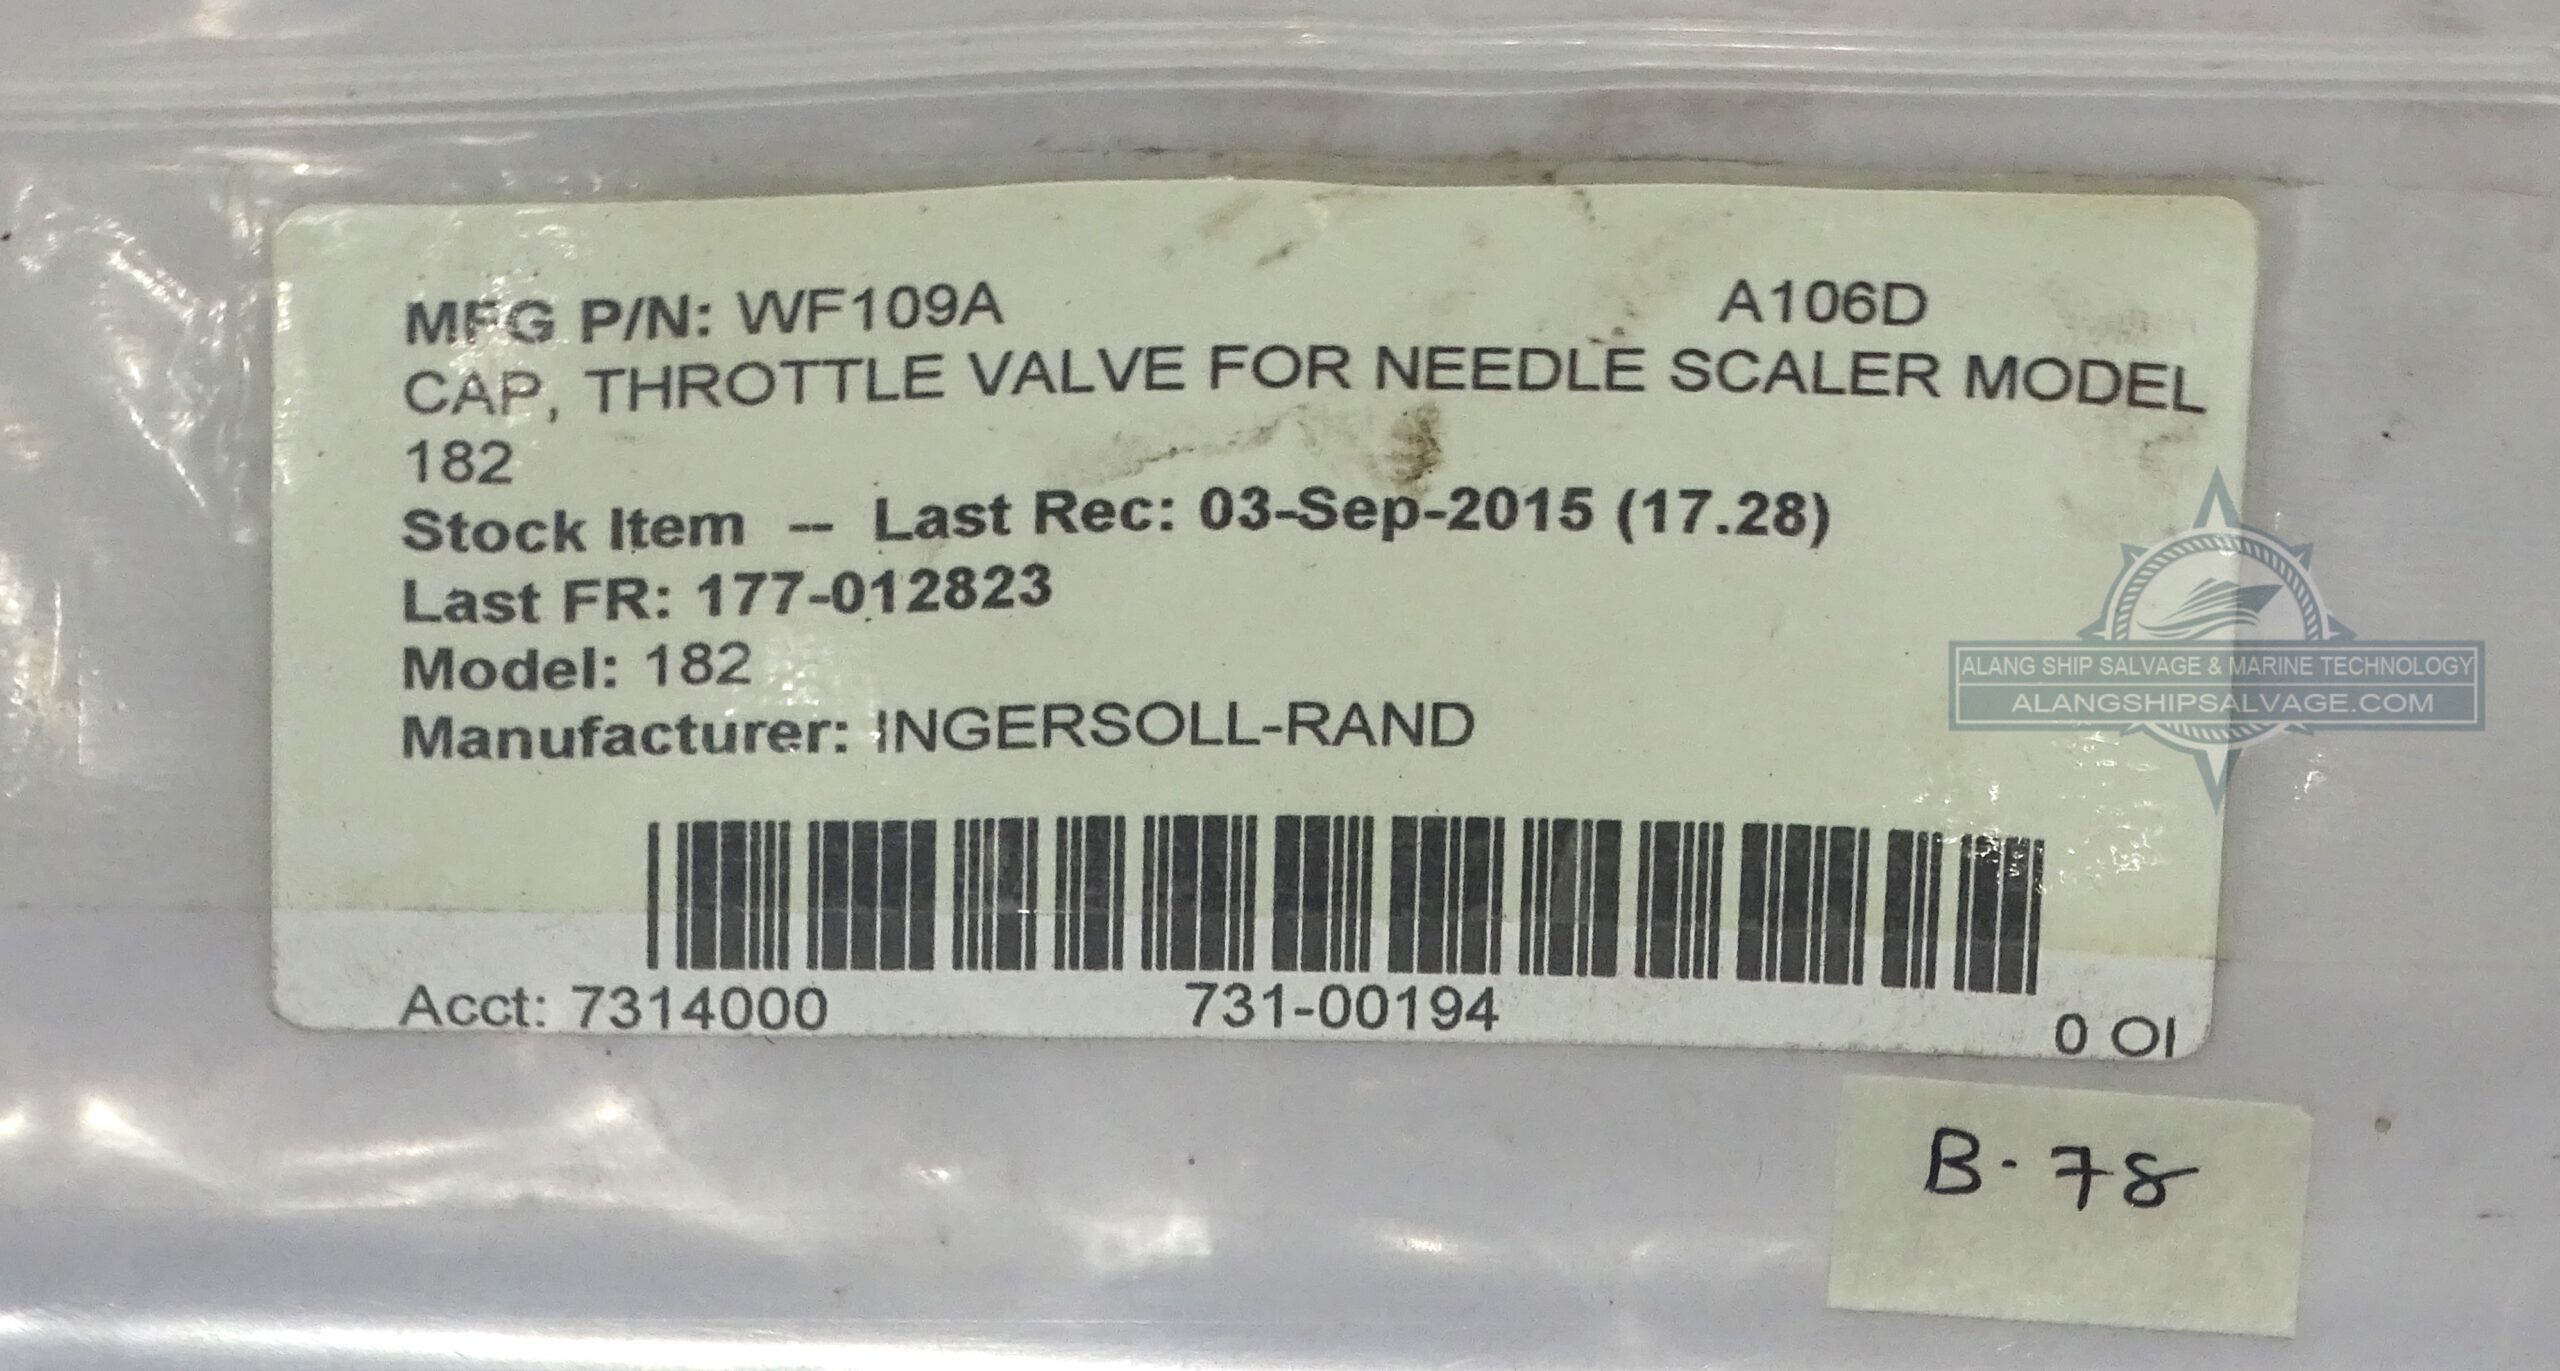 MFG P/N: WF109A A106D
CAP, THROTTLE VALVE FOR NEEDLE SCALER MODEL
182
Stock Item -- Last Rec: 03-Sep-2015 (17.28)
Last FR: 177-012823
Model: 182
Manufacturer: INGERSOLL-RAND
ALANG SHIP SALVAGE & MARINE TECHNOLOGY
ALANGSHIPSALVAGE.COM
Acct: 7314000 731-00194 0 OI
B-78